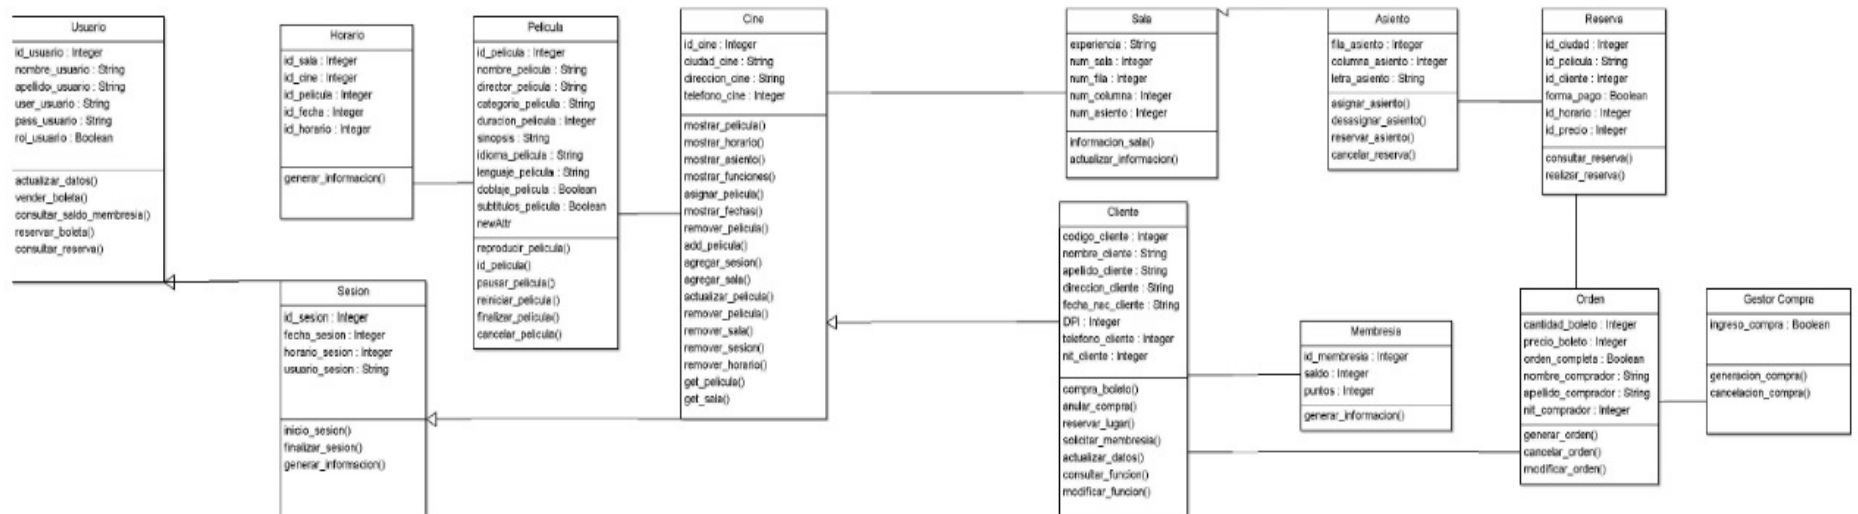 Usuario
id_usuario : Integer
nombre_usuario : String
apellido_usuario : String
user_usuario : String
pass_usuario : String
rol_usuario : Boolean
actualizar_datos()
vender_boleta()
consultar_saldo_membresia()
reservar_boleta()
consultar_reserva()
Horario
id_sala : Integer
id_cine : Integer
id_pelicula : Integer
id_fecha : Integer
id_horario : Integer
generar_informacion()
Sesion
id_sesion : Integer
fecha_sesion : Integer
horario_sesion : Integer
usuario_sesion : String
inicio_sesion()
finalizar_sesion()
generar_informacion()
Pelicula
id_pelicula : Integer
nombre_pelicula : String
director_pelicula : String
categoria_pelicula : String
duracion_pelicula : Integer
sinopsis : String
idioma_pelicula : String
lenguaje_pelicula : String
doblaje_pelicula : Boolean
subtitulos_pelicula : Boolean
newAttr
reproducir_pelicula()
id_pelicula()
pausar_pelicula()
reiniciar_pelicula()
finalizar_pelicula()
cancelar_pelicula()
Cine
id_cine : Integer
ciudad_cine : String
direccion_cine : String
telefono_cine : Integer
mostrar_pelicula()
mostrar_horario()
mostrar_asiento()
mostrar_funciones()
asignar_pelicula()
mostrar_fechas()
remover_pelicula()
add_pelicula()
agregar_sesion()
agregar_sala()
actualizar_pelicula()
remover_pelicula()
remover_sala()
remover_sesion()
remover_horario()
get_pelicula()
get_sala()
Sala
experiencia : String
num_sala : Integer
num_fila : Integer
num_columna : Integer
num_asiento : Integer
informacion_sala()
actualizar_informacion()
Cliente
codigo_cliente : Integer
nombre_cliente : String
apellido_cliente : String
direccion_cliente : String
fecha_nac_cliente : String
DPI : Integer
telefono_cliente : Integer
nit_cliente : Integer
compra_boleto()
anular_compra()
reservar_lugar()
solicitar_membresia()
actualizar_datos()
consultar_funcion()
modificar_funcion()
Asiento
fila_asiento : Integer
columna_asiento : Integer
letra_asiento : String
asignar_asiento()
desasignar_asiento()
reservar_asiento()
cancelar_reserva()
Membresia
id_membresia : Integer
saldo : Integer
puntos : Integer
generar_informacion()
Reserva
id_ciudad : Integer
id_pelicula : String
id_cliente : Integer
forma_pago : Boolean
id_horario : Integer
id_precio : Integer
consultar_reserva()
realizar_reserva()
Orden
cantidad_boleto : Integer
precio_boleto : Integer
orden_completa : Boolean
nombre_comprador : String
apellido_comprador : String
nit_comprador : Integer
generar_orden()
cancelar_orden()
modificar_orden()
Gestor Compra
ingreso_compra : Boolean
generacion_compra()
cancelacion_compra()